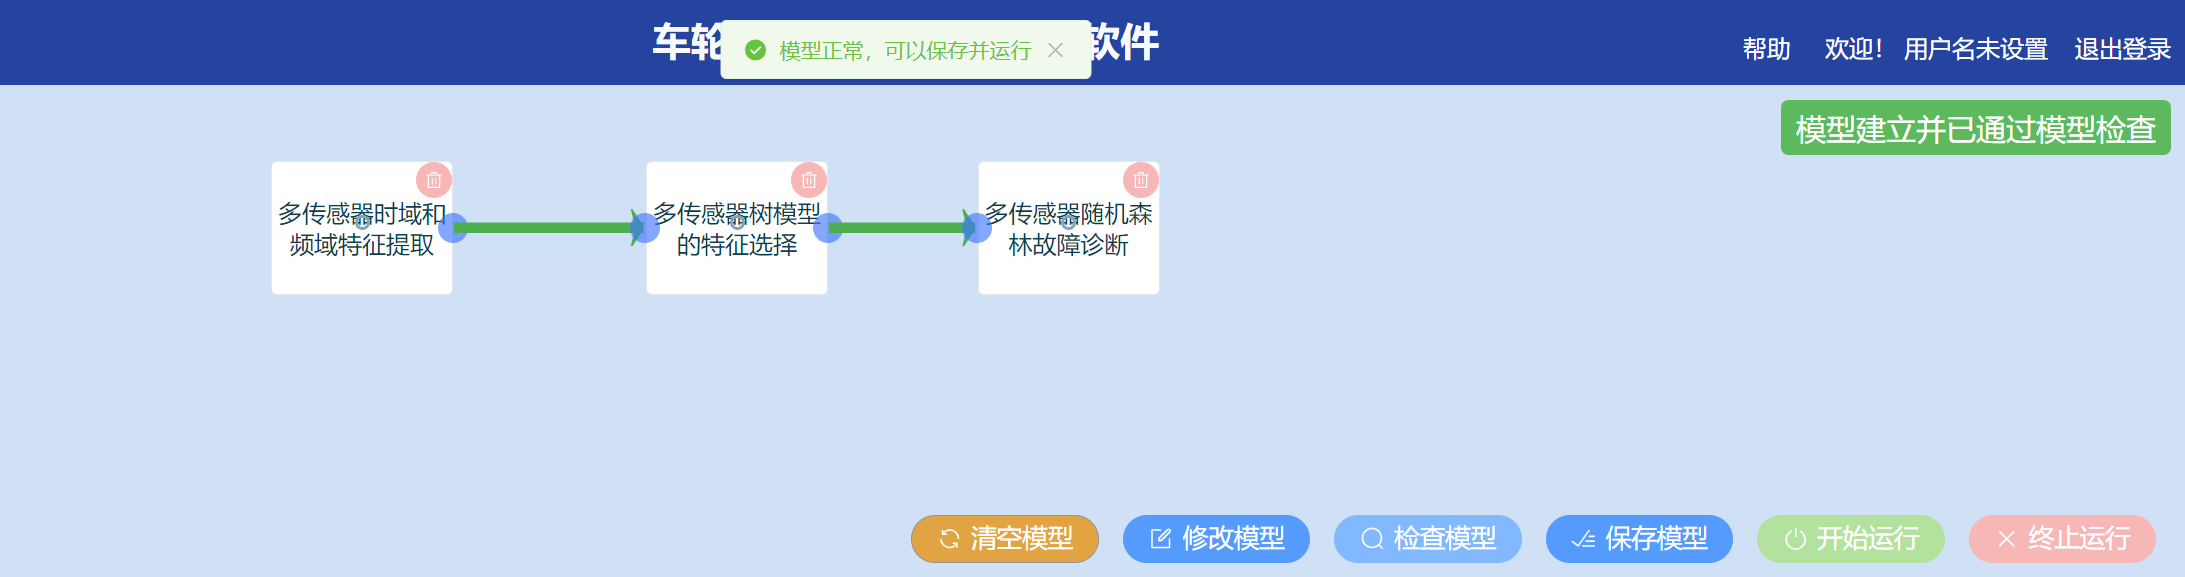 车轮
软件
模型正常，可以保存并运行
帮助
欢迎！
用户名未设置
退出登录
模型建立并已通过模型检查
多传感器时域和
频域特征提取
多传感器树模型
的特征选择
多传感器随机森
林故障诊断
清空模型
修改模型
检查模型
保存模型
开始运行
终止运行